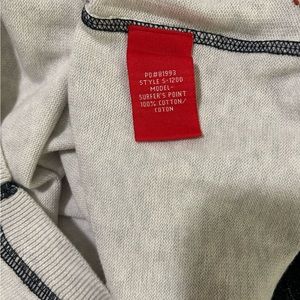 PO#81993
STYLE S-1200
MODEL-
SURFER'S POINT
100% COTTON/
COTON